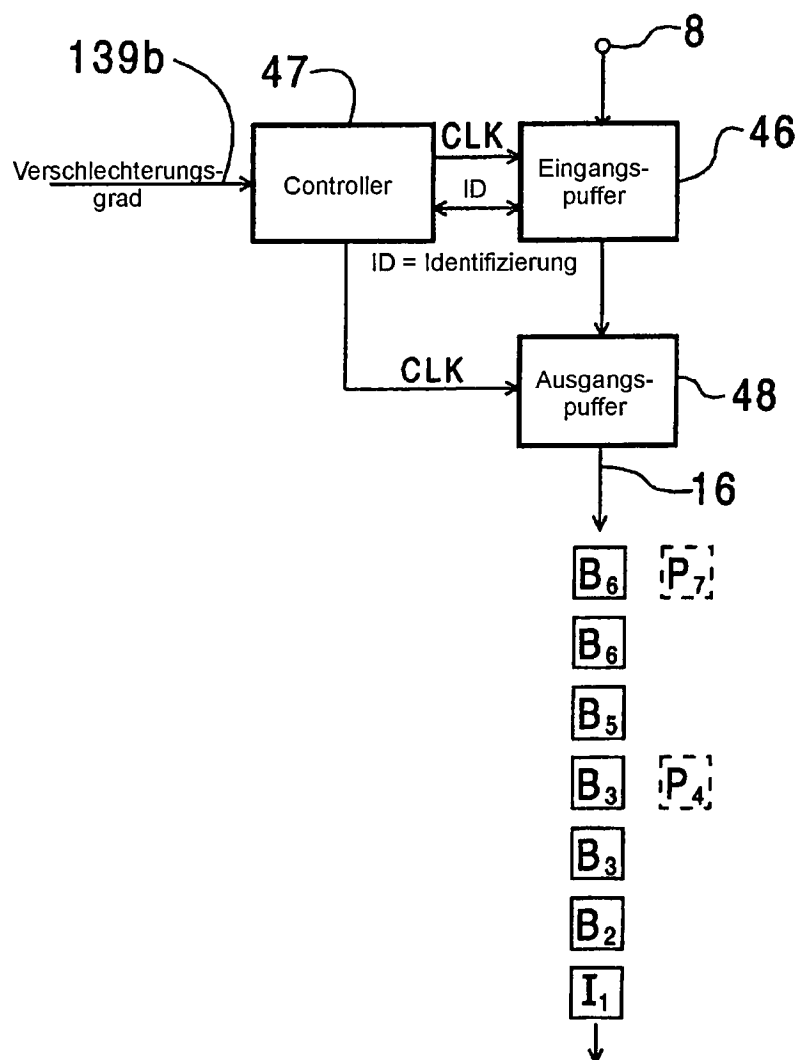 8
139b
47
46
CLK
Verschlechterungs-
grad
Controller
ID
Eingangs-
puffer
ID = Identifizierung
CLK
Ausgangs-
puffer
48
16
B₆ P₇
B₆
B₅
B₃ P₄
B₃
B₂
I₁